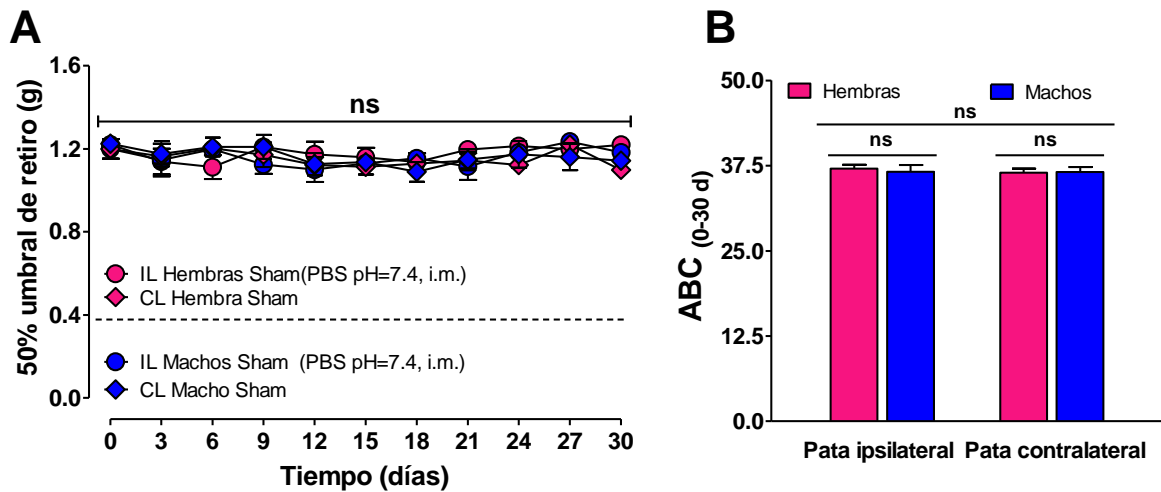 A
50% umbral de retiro (g)
1.6
1.2
0.8
0.4
0.0
ns
IL Hembras Sham(PBS pH=7.4, i.m.)
CL Hembra Sham
IL Machos Sham (PBS pH=7.4, i.m.)
CL Macho Sham
0 3 6 9 12 15 18 21 24 27 30
Tiempo (días)
B
ABC (0-30 d)
50.0
37.5
25.0
12.5
0.0
Hembras Machos
ns
ns ns
Pata ipsilateral Pata contralateral